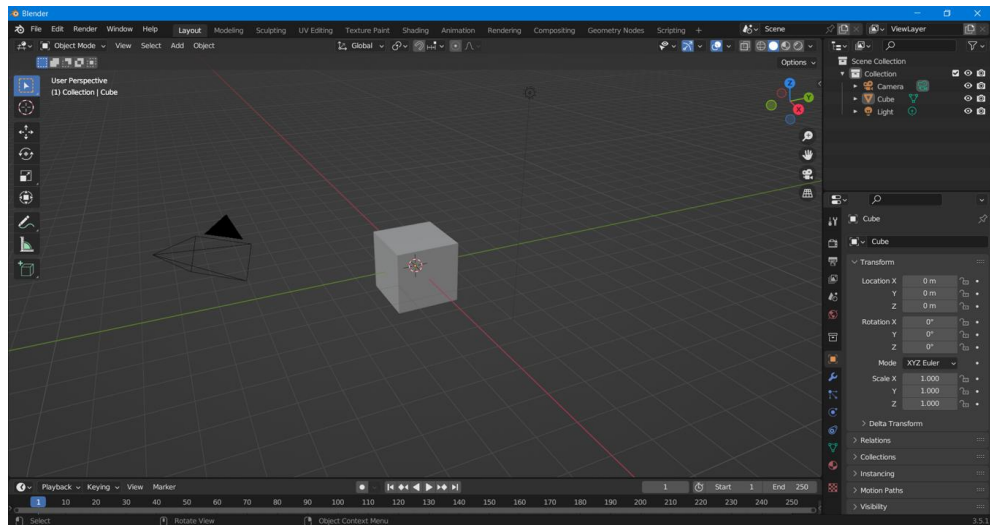 Blender
File Edit Render Window Help Layout Modeling Sculpting UV Editing Texture Paint Shading Animation Rendering Compositing Geometry Nodes Scripting + Scene ViewLayer
Object Mode View Select Add Object Global
Options
User Perspective
(1) Collection | Cube
Z
Y
X
Scene Collection
Collection
Camera
Cube
Light
Cube
Cube
Transform
Location X 0 m
Y 0 m
Z 0 m
Rotation X 0°
Y 0°
Z 0°
Mode XYZ Euler
Scale X 1.000
Y 1.000
Z 1.000
Delta Transform
Relations
Collections
Instancing
Motion Paths
Visibility
Playback Keying View Marker 1 Start 1 End 250
1 10 20 30 40 50 60 70 80 90 100 110 120 130 140 150 160 170 180 190 200 210 220 230 240 250
Select Rotate View Object Context Menu 3.5.1